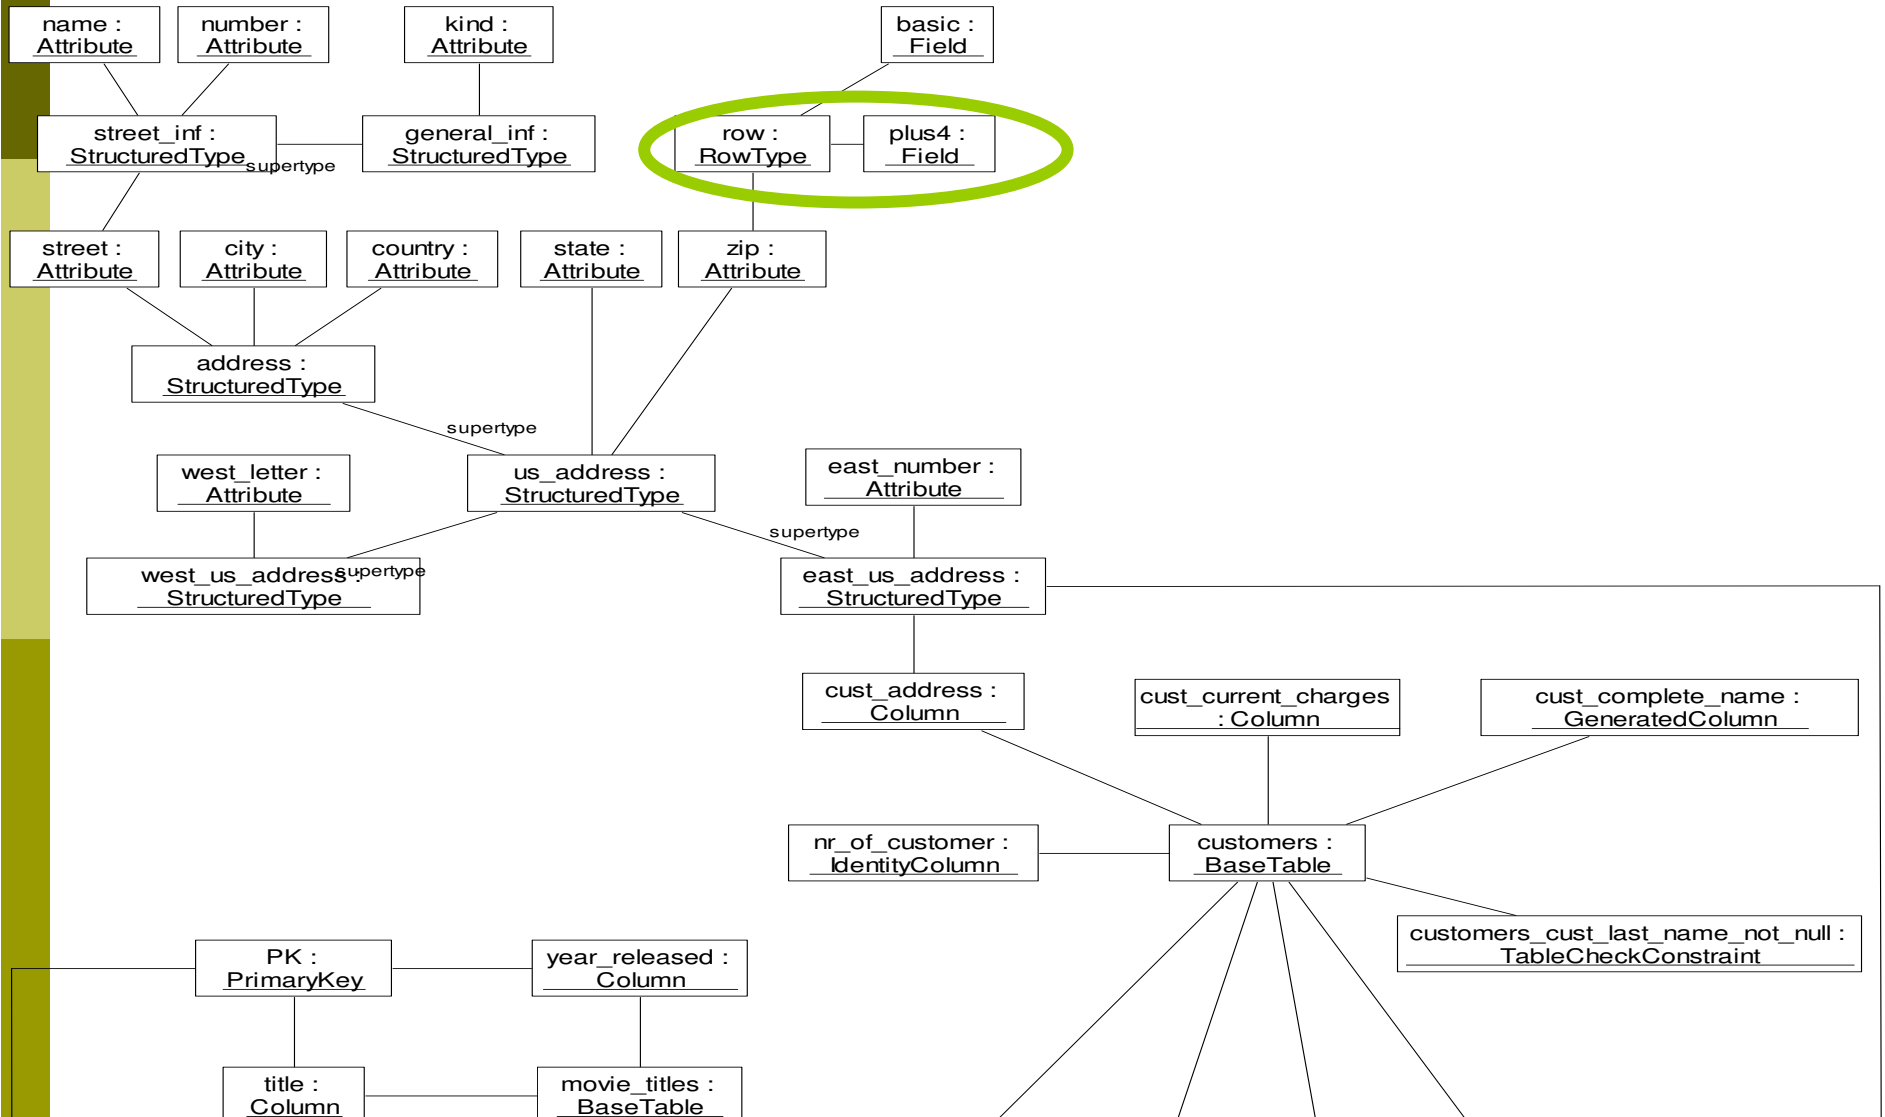 name :
Attribute
number :
Attribute
kind :
Attribute
basic :
Field
street_inf :
StructuredType
supertype
general_inf :
StructuredType
row :
RowType
plus4 :
Field
street :
Attribute
city :
Attribute
country :
Attribute
state :
Attribute
zip :
Attribute
address :
StructuredType
supertype
west_letter :
Attribute
us_address :
StructuredType
east_number :
Attribute
supertype
west_us_address :
StructuredType
supertype
east_us_address :
StructuredType
cust_address :
Column
cust_current_charges
: Column
cust_complete_name :
GeneratedColumn
nr_of_customer :
IdentityColumn
customers :
BaseTable
customers_cust_last_name_not_null :
TableCheckConstraint
PK :
PrimaryKey
year_released :
Column
title :
Column
movie_titles :
BaseTable